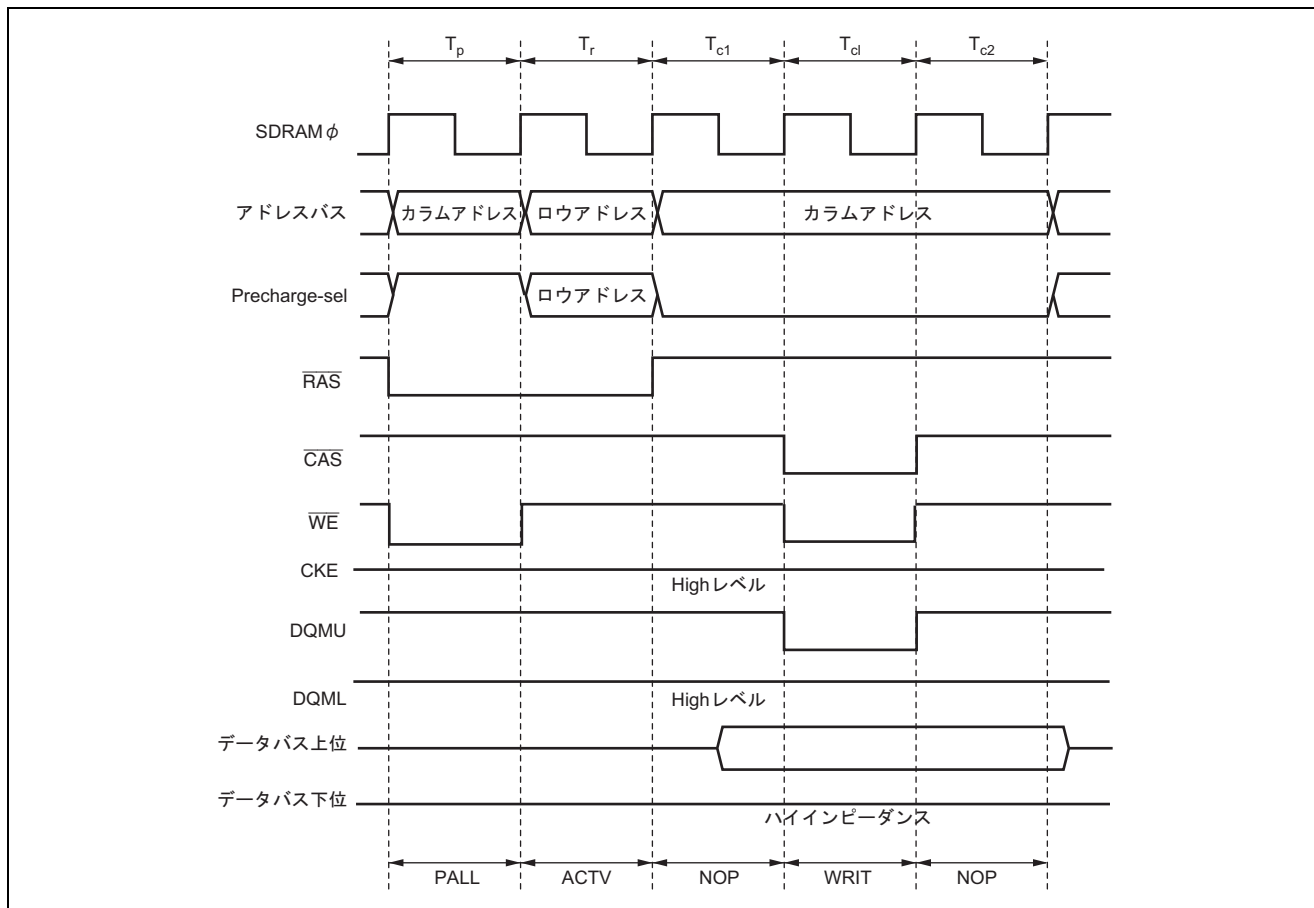 Tp Tr Tc1 Tcl Tc2
SDRAMφ
アドレスバス カラムアドレス ロウアドレス カラムアドレス
Precharge-sel ロウアドレス
RAS
CAS
WE
CKE
Highレベル
DQMU
DQML Highレベル
データバス上位
データバス下位
ハイインピーダンス
PALL ACTV NOP WRIT NOP